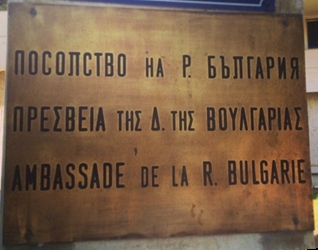 ПОСОЛСТВО НА Р. БЪЛГАРИЯ
ΠΡΕΣΒΕΙΑ ΤΗΣ Δ. ΤΗΣ ΒΟΥΛΓΑΡΙΑΣ
AMBASSADE DE LA R. BULGARIE